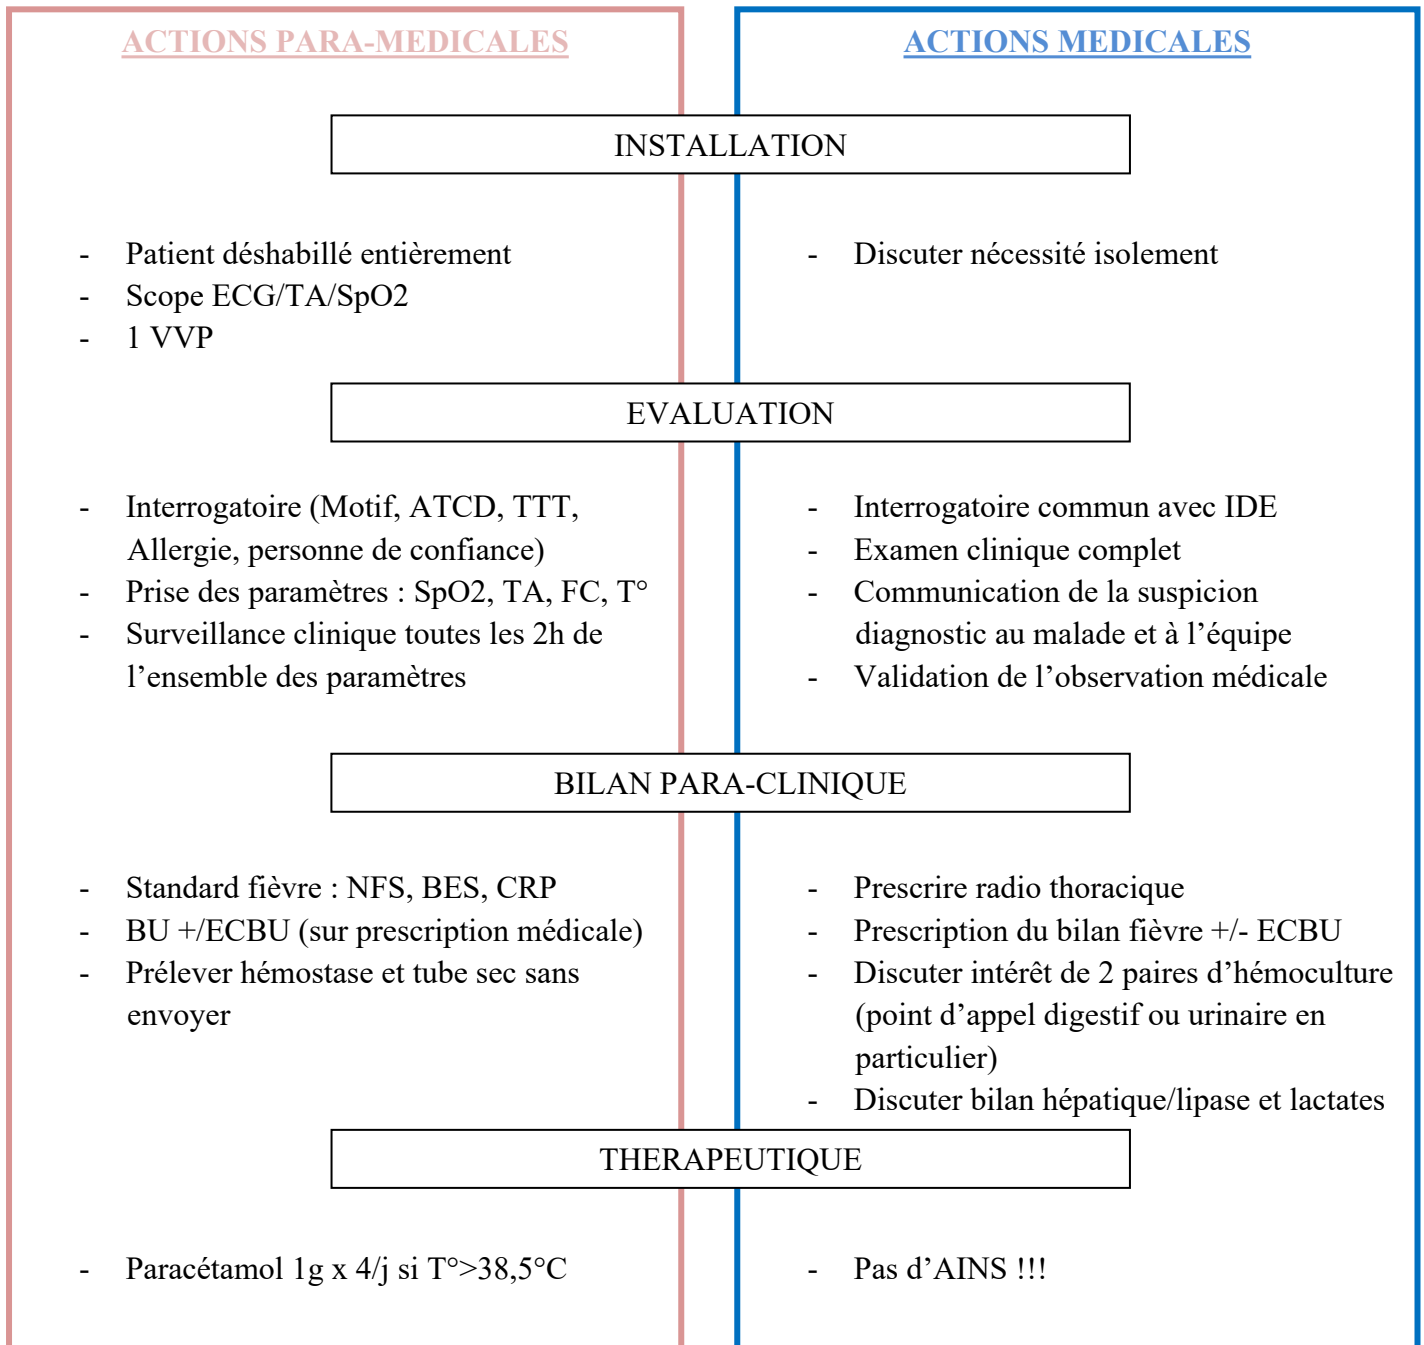 ACTIONS PARA-MEDICALES
ACTIONS MEDICALES
INSTALLATION
- Patient déshabillé entièrement
- Scope ECG/TA/SpO2
- 1 VVP
- Discuter nécessité isolement
EVALUATION
- Interrogatoire (Motif, ATCD, TTT,
Allergie, personne de confiance)
- Prise des paramètres : SpO2, TA, FC, T°
- Surveillance clinique toutes les 2h de
l’ensemble des paramètres
- Interrogatoire commun avec IDE
- Examen clinique complet
- Communication de la suspicion
diagnostic au malade et à l’équipe
- Validation de l’observation médicale
BILAN PARA-CLINIQUE
- Standard fièvre : NFS, BES, CRP
- BU +/ECBU (sur prescription médicale)
- Prélever hémostase et tube sec sans
envoyer
- Prescrire radio thoracique
- Prescription du bilan fièvre +/- ECBU
- Discuter intérêt de 2 paires d’hémoculture
(point d’appel digestif ou urinaire en
particulier)
- Discuter bilan hépatique/lipase et lactates
THERAPEUTIQUE
- Paracétamol 1g x 4/j si T°>38,5°C
- Pas d’AINS !!!